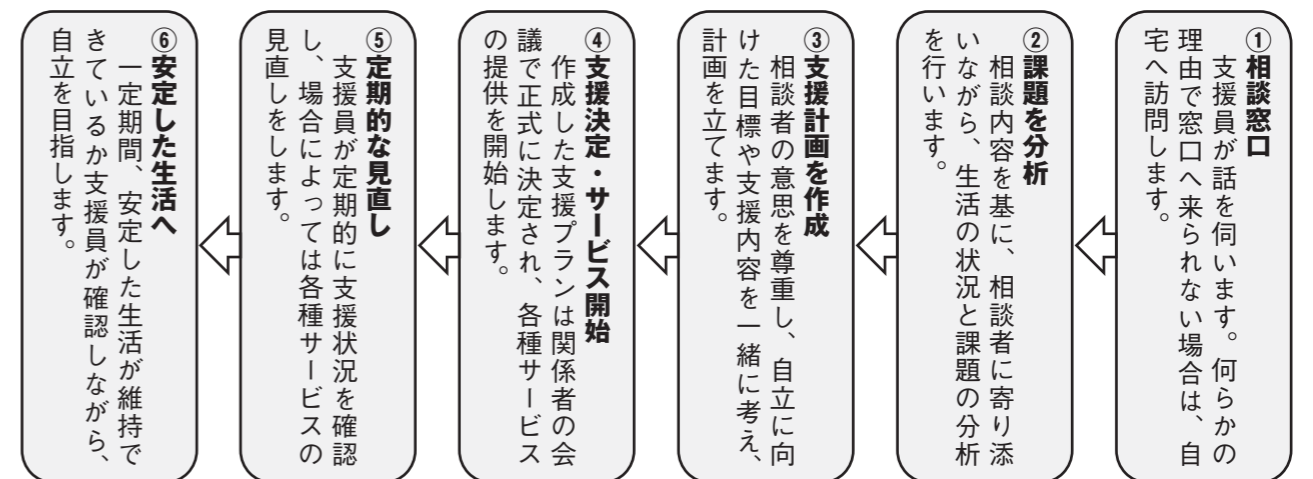 ①相談窓口
支援員が話を伺います。何らかの
理由で窓口へ来られない場合は、自
宅へ訪問します。
②課題を分析
相談内容を基に、相談者に寄り添
いながら、生活の状況と課題の分析
を行います。
③支援計画を作成
相談者の意思を尊重し、自立に向
けた目標や支援内容を一緒に考え、
計画を立てます。
④支援決定・サービス開始
作成した支援プランは関係者の会
議で正式に決定され、各種サービス
の提供を開始します。
⑤定期的な見直し
支援員が定期的に支援状況を確認
し、場合によっては各種サービスの
見直しをします。
⑥安定した生活へ
一定期間、安定した生活が維持で
きているか支援員が確認しながら、
自立を目指します。